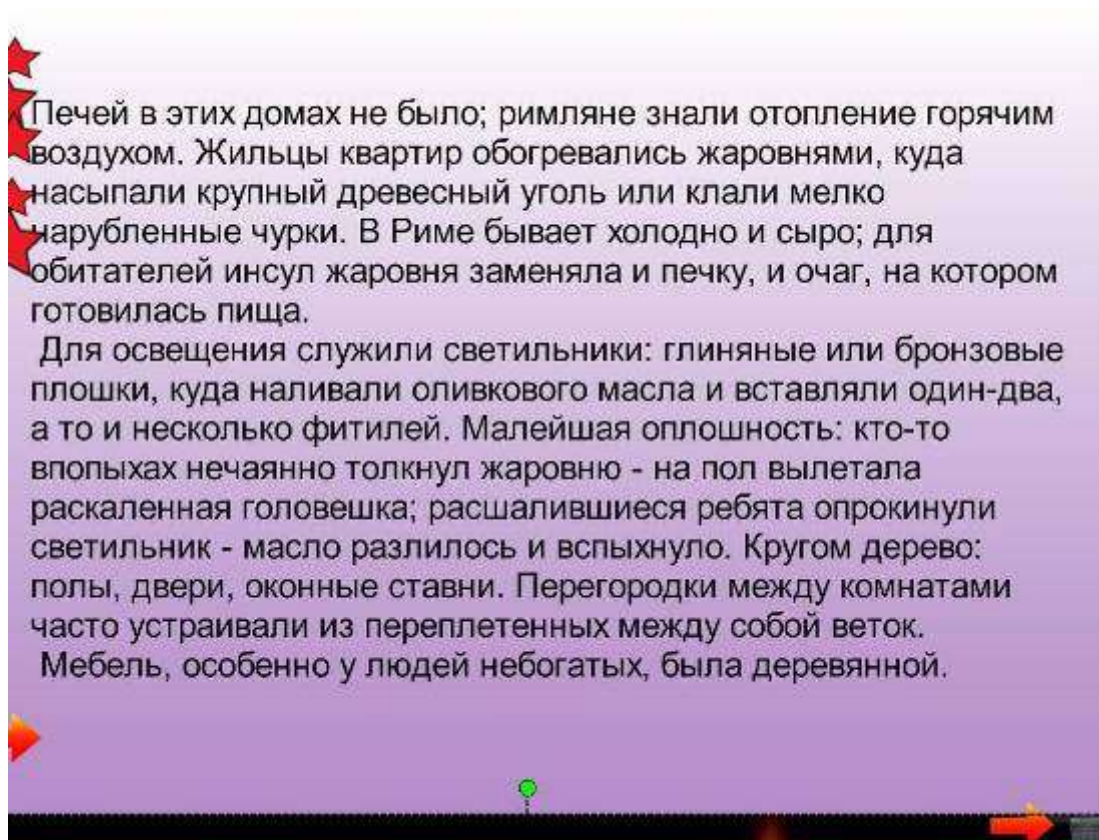 Печей в этих домах не было; римляне знали отопление горячим
воздухом. Жильцы квартир обогревались жаровнями, куда
насыпали крупный древесный уголь или клали мелко
нарубленные чурки. В Риме бывает холодно и сыро; для
обитателей инсул жаровня заменяла и печку, и очаг, на котором
готовилась пища.
Для освещения служили светильники: глиняные или бронзовые
плошки, куда наливали оливкового масла и вставляли один-два,
а то и несколько фитилей. Малейшая оплошность: кто-то
впопыхах нечаянно толкнул жаровню - на пол вылетала
раскаленная головешка; расшалившиеся ребята опрокинули
светильник - масло разлилось и вспыхнуло. Кругом дерево:
полы, двери, оконные ставни. Перегородки между комнатами
часто устраивали из переплетенных между собой веток.
Мебель, особенно у людей небогатых, была деревянной.